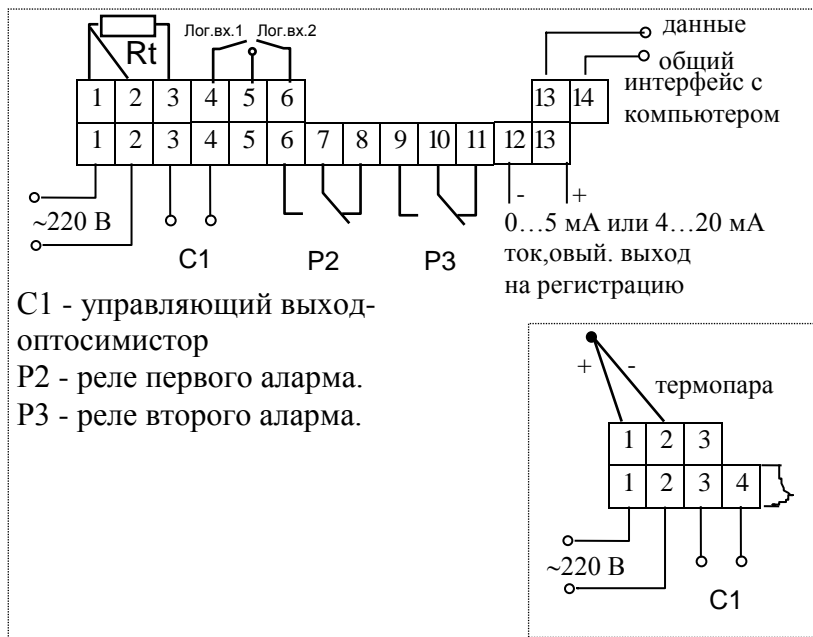 Rt
Лог.вх.1 Лог.вх.2
данные
общий
интерфейс с
компьютером
1 2 3 4 5 6 13 14
1 2 3 4 5 6 7 8 9 10 11 12 13
~220 В
C1 P2 P3
- +
0…5 мА или 4…20 мА
ток,овый. выход
на регистрацию
С1 - управляющий выход-
оптосимистор
Р2 - реле первого аларма.
Р3 - реле второго аларма.
+ -
термопара
1 2 3
1 2 3 4
~220 В
C1